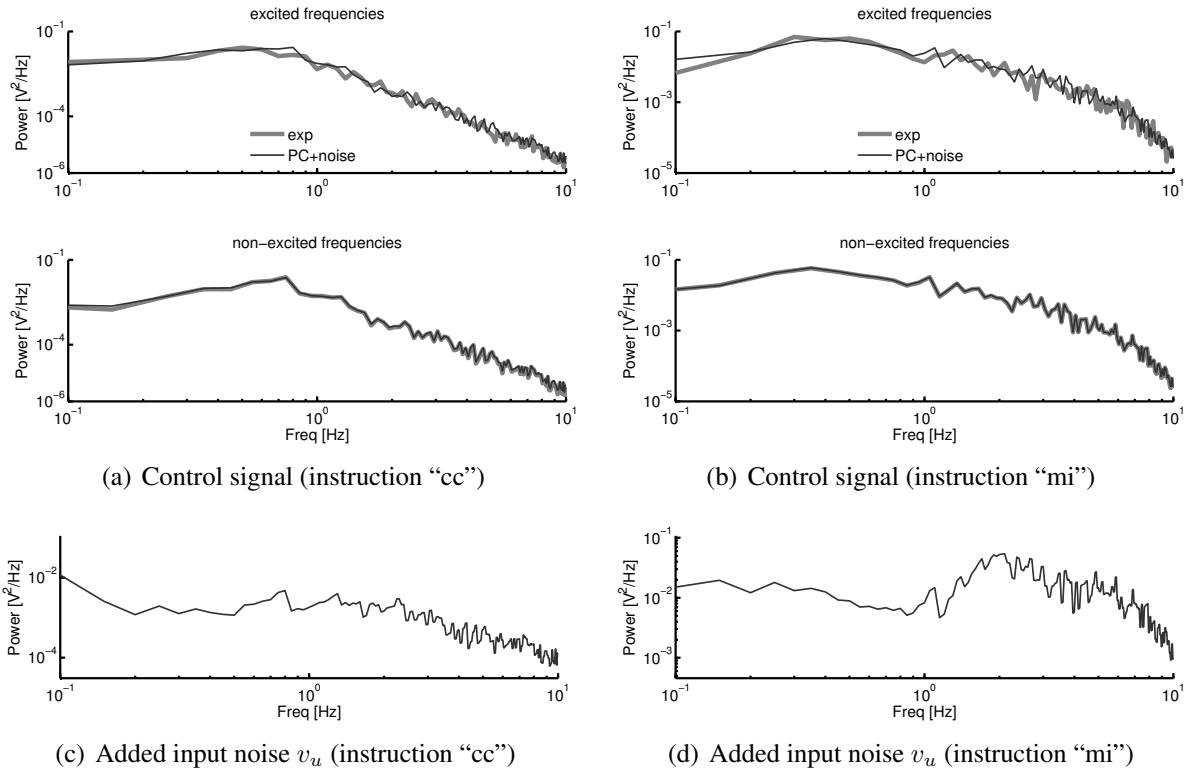 excited frequencies
Power [V²/Hz]
10⁻¹
10⁻²
10⁻⁴
10⁻⁶
exp
PC+noise
10⁻¹
10⁰
10¹
non−excited frequencies
Power [V²/Hz]
10⁻¹
10⁻²
10⁻⁴
10⁻⁶
10⁻¹
10⁰
10¹
Freq [Hz]
(a) Control signal (instruction “cc”)
excited frequencies
Power [V²/Hz]
10⁻¹
10⁻³
10⁻⁵
exp
PC+noise
10⁻¹
10⁰
10¹
non−excited frequencies
Power [V²/Hz]
10⁻¹
10⁻³
10⁻⁵
10⁻¹
10⁰
10¹
Freq [Hz]
(b) Control signal (instruction “mi”)
Power [V²/Hz]
10⁻²
10⁻⁴
10⁻¹
10⁰
10¹
Freq [Hz]
(c) Added input noise vᵤ (instruction “cc”)
Power [V²/Hz]
10⁻¹
10⁻²
10⁻³
10⁻¹
10⁰
10¹
Freq [Hz]
(d) Added input noise vᵤ (instruction “mi”)